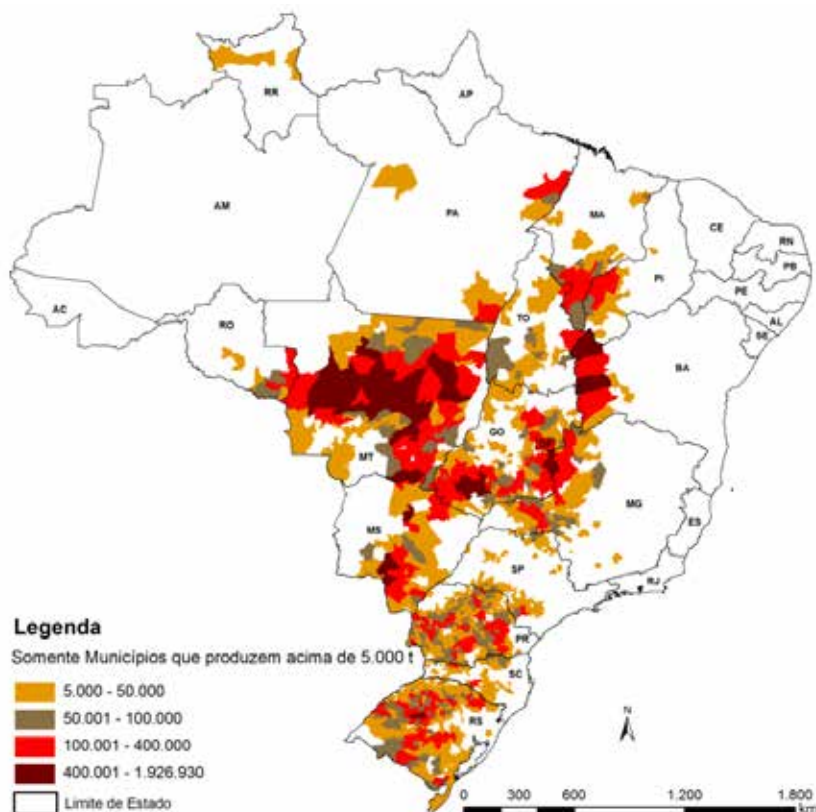 RR
AP
AM
PA
MA
CE
RN
PB
PI
PE
AC
AL
TO
SE
RO
BA
GO
MT
MG
MS
ES
SP
RJ
PR
SC
RS
N
Legenda
Somente Municípios que produzem acima de 5.000 t
5.000 - 50.000
50.001 - 100.000
100.001 - 400.000
400.001 - 1.926.930
Limite de Estado
0 300 600 1.200 1.800
Km